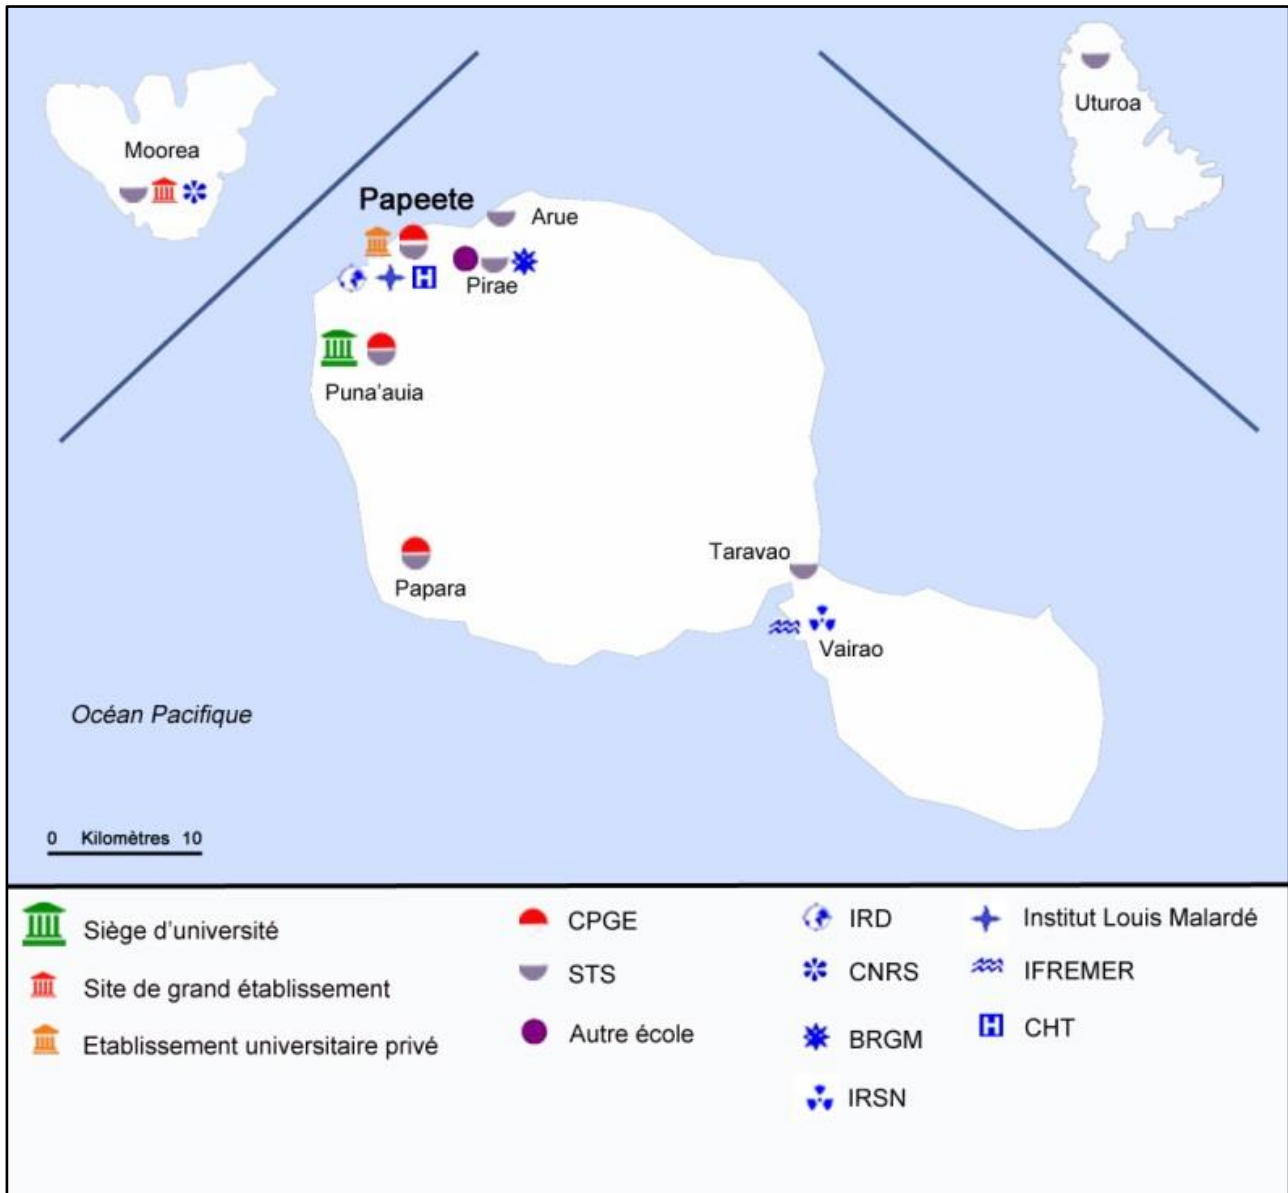 Moorea
Uturoa
Papeete
Arue
Pirae
Puna'auia
Taravao
Papara
Vairao
Océan Pacifique
0 Kilomètres 10
Siège d'université
Site de grand établissement
Etablissement universitaire privé
CPGE
STS
Autre école
IRD
CNRS
BRGM
IRSN
Institut Louis Malardé
IFREMER
H CHT